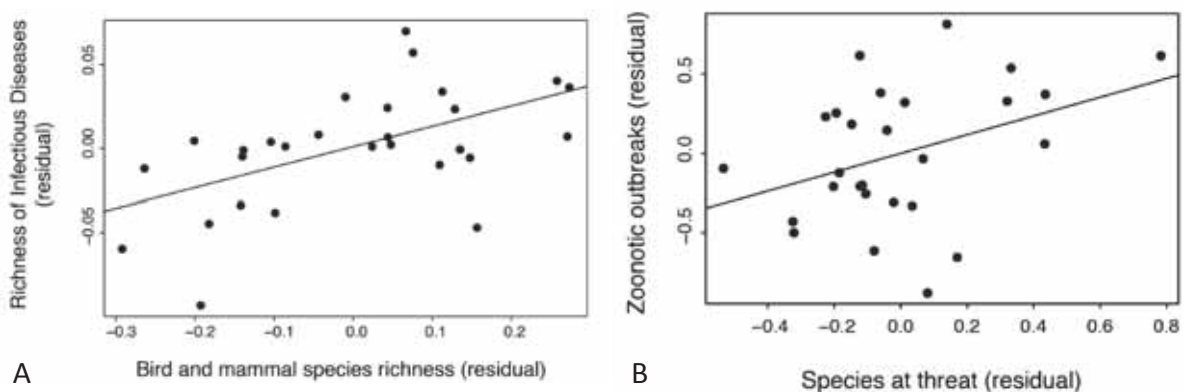 Richness of Infectious Diseases
(residual)
0.05
0.00
−0.05
−0.3 −0.2 −0.1 0.0 0.1 0.2
Bird and mammal species richness (residual)
A
Zoonotic outbreaks (residual)
0.5
0.0
−0.5
−0.4 −0.2 0.0 0.2 0.4 0.6 0.8
Species at threat (residual)
B